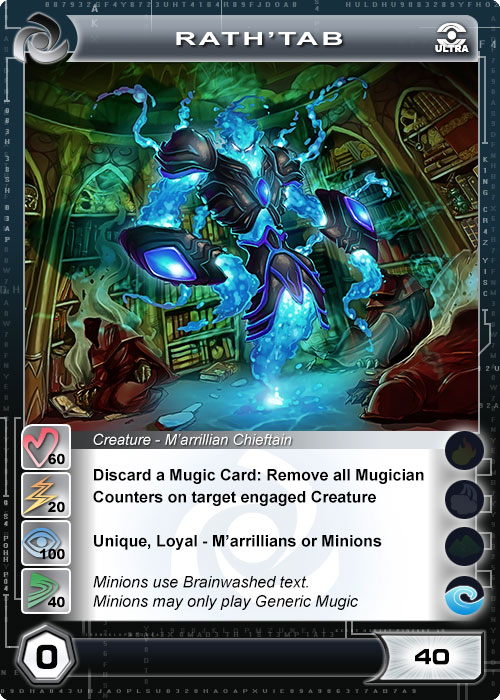 RATH'TAB
ULTRA
Creature - M'arrillian Chieftain
60
Discard a Mugic Card: Remove all Mugician
Counters on target engaged Creature
20
100
Unique, Loyal - M'arrillians or Minions
40
Minions use Brainwashed text.
Minions may only play Generic Mugic
0
40